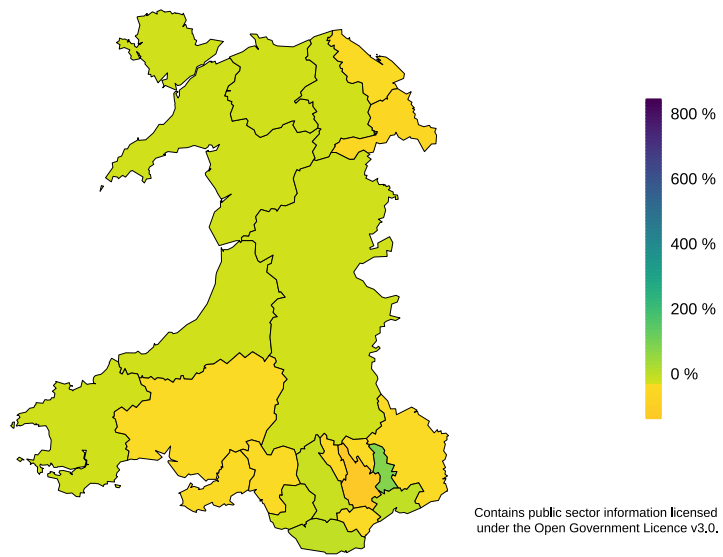 800 %
600 %
400 %
200 %
0 %
Contains public sector information licensed
under the Open Government Licence v3.0.